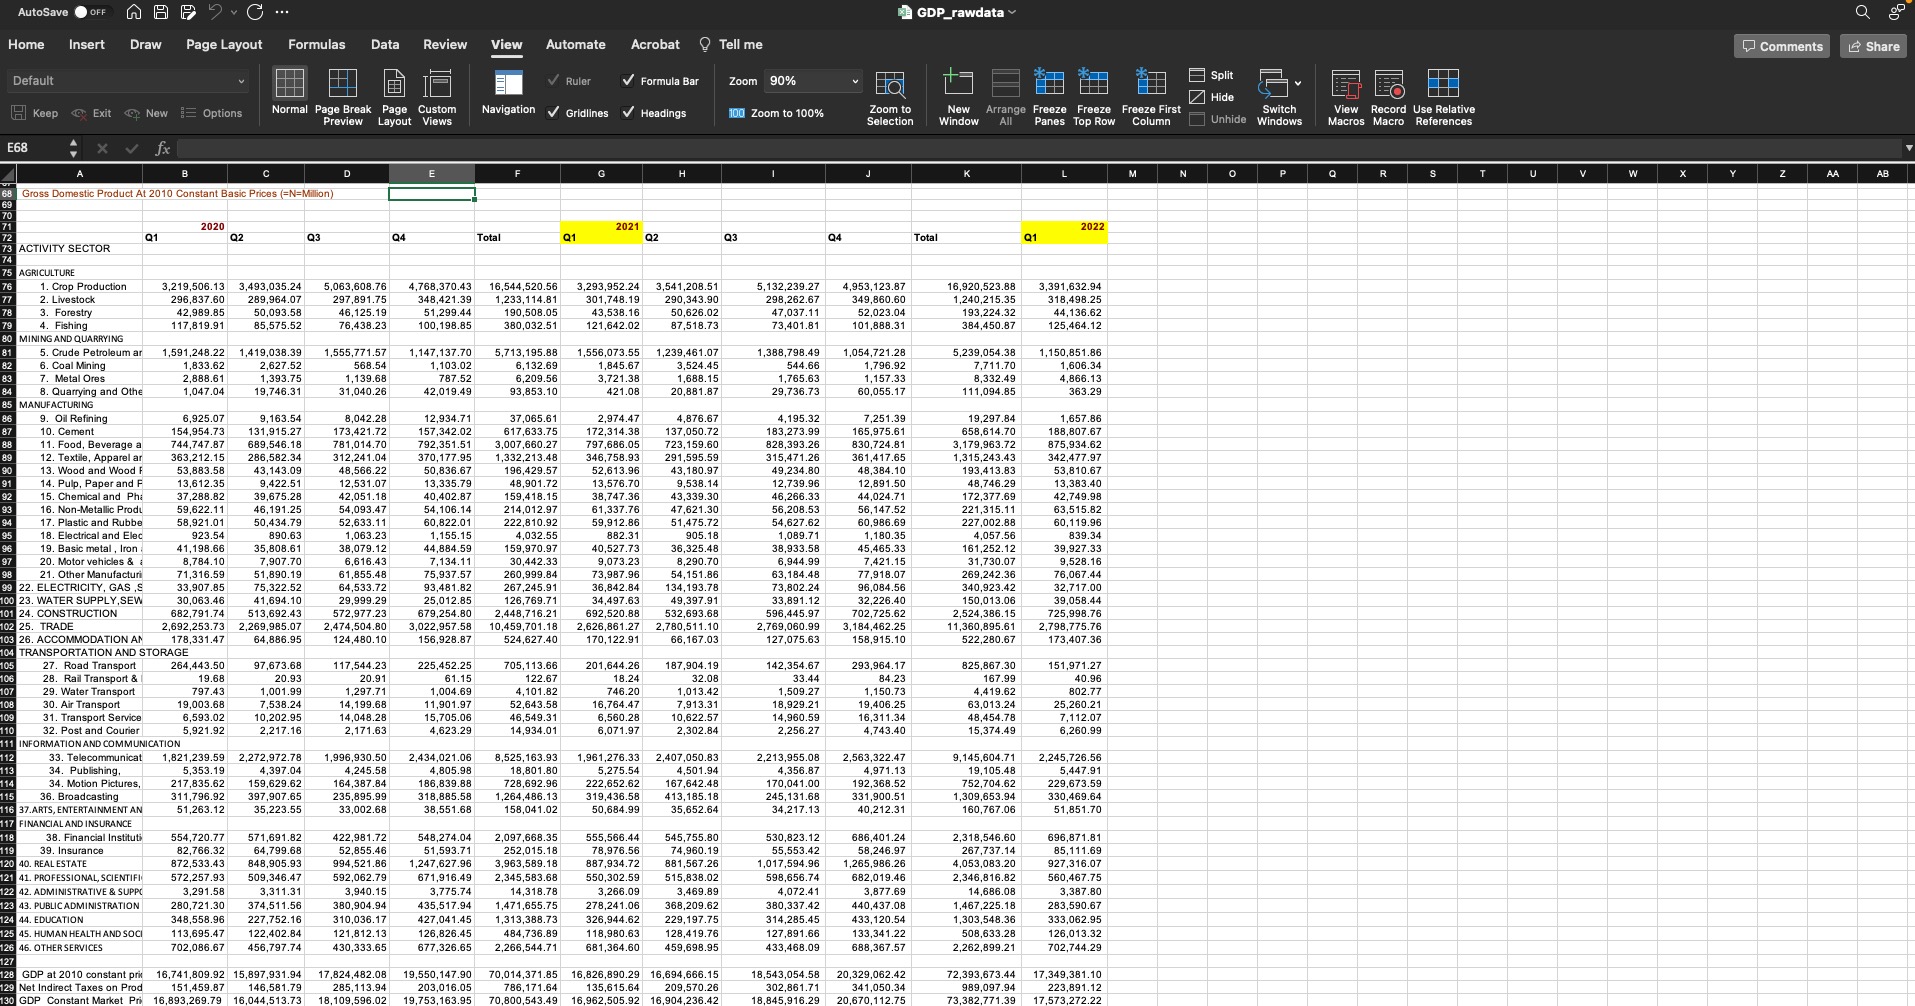 AutoSave OFF
GDP_rawdata
Home Insert Draw Page Layout Formulas Data Review View Automate Acrobat Tell me Comments Share
Default
Keep Exit New Options
Normal Page Break Preview Page Layout Custom Views
Navigation
Ruler Formula Bar
Gridlines Headings
Zoom 90%
100 Zoom to 100%
Zoom to Selection
New Window Arrange All Freeze Panes Freeze Top Row Freeze First Column
Split
Hide
Unhide
Switch Windows
View Macros Record Macro Use Relative References
E68 fx
A B C D E F G H I J K L M N O P Q R S T U V W X Y Z AA AB
68 Gross Domestic Product At 2010 Constant Basic Prices (=N=Million)
69
70
71 2020 2021 2022
72 Q1 Q2 Q3 Q4 Total Q1 Q2 Q3 Q4 Total Q1
73 ACTIVITY SECTOR
74
75 AGRICULTURE
76 1. Crop Production 3,219,506.13 3,493,035.24 5,063,608.76 4,768,370.43 16,544,520.56 3,293,952.24 3,541,208.51 5,132,239.27 4,953,123.87 16,920,523.88 3,391,632.94
77 2. Livestock 296,837.60 289,964.07 297,891.75 348,421.39 1,233,114.81 301,748.19 290,343.90 298,262.67 349,860.60 1,240,215.35 318,498.25
78 3. Forestry 42,989.85 50,093.58 46,125.19 51,299.44 190,508.05 43,538.16 50,626.02 47,037.11 52,023.04 193,224.32 44,136.62
79 4. Fishing 117,819.91 85,575.52 76,438.23 100,198.85 380,032.51 121,642.02 87,518.73 73,401.81 101,888.31 384,450.87 125,464.12
80 MINING AND QUARRYING
81 5. Crude Petroleum ar 1,591,248.22 1,419,038.39 1,555,771.57 1,147,137.70 5,713,195.88 1,556,073.55 1,239,461.07 1,388,798.49 1,054,721.28 5,239,054.38 1,150,851.86
82 6. Coal Mining 1,833.62 2,627.52 568.54 1,103.02 6,132.69 1,845.67 3,524.45 544.66 1,796.92 7,711.70 1,606.34
83 7. Metal Ores 2,888.61 1,393.75 1,139.68 787.52 6,209.56 3,721.38 1,688.15 1,765.63 1,157.33 8,332.49 4,866.13
84 8. Quarrying and Othe 1,047.04 19,746.31 31,040.26 42,019.49 93,853.10 421.08 20,881.87 29,736.73 60,055.17 111,094.85 363.29
85 MANUFACTURING
86 9. Oil Refining 6,925.07 9,163.54 8,042.28 12,934.71 37,065.61 2,974.47 4,876.67 4,195.32 7,251.39 19,297.84 1,657.86
87 10. Cement 154,954.73 131,915.27 173,421.72 157,342.02 617,633.75 172,314.38 137,050.72 183,273.99 165,975.61 658,614.70 188,807.67
88 11. Food, Beverage a 744,747.87 689,546.18 781,014.70 792,351.51 3,007,660.27 797,686.05 723,159.60 828,393.26 830,724.81 3,179,963.72 875,934.62
89 12. Textile, Apparel ar 363,212.15 286,582.34 312,241.04 370,177.95 1,332,213.48 346,758.93 291,595.59 315,471.26 361,417.65 1,315,243.43 342,477.97
90 13. Wood and Wood F 53,883.58 43,143.09 48,566.22 50,836.67 196,429.57 52,613.96 43,180.97 49,234.80 48,384.10 193,413.83 53,810.67
91 14. Pulp, Paper and F 13,612.35 9,422.51 12,531.07 13,335.79 48,901.72 13,576.70 9,538.14 12,739.96 12,891.50 48,746.29 13,383.40
92 15. Chemical and Pha 37,288.82 39,675.28 42,051.18 40,402.87 159,418.15 38,747.36 43,339.30 46,266.33 44,024.71 172,377.69 42,749.98
93 16. Non-Metallic Produ 59,622.11 46,191.25 54,093.47 54,106.14 214,012.97 61,337.76 47,621.30 56,208.53 56,147.52 221,315.11 63,515.82
94 17. Plastic and Rubbe 58,921.01 50,434.79 52,633.11 60,822.01 222,810.92 59,912.86 51,475.72 54,627.62 60,986.69 227,002.88 60,119.96
95 18. Electrical and Elec 923.54 890.63 1,063.23 1,155.15 4,032.55 882.31 905.18 1,089.71 1,180.35 4,057.56 839.34
96 19. Basic metal , Iron 41,198.66 35,808.61 38,079.12 44,884.59 159,970.97 40,527.73 36,325.48 38,933.58 45,465.33 161,252.12 39,927.33
97 20. Motor vehicles & 8,784.10 7,907.70 6,616.43 7,134.11 30,442.33 9,073.23 8,290.70 6,944.99 7,421.15 31,730.07 9,528.16
98 21. Other Manufacturi 71,316.59 51,890.19 61,855.48 75,937.57 260,999.84 73,987.96 54,151.86 63,184.48 77,918.07 269,242.36 76,067.44
99 22. ELECTRICITY, GAS ,S 33,907.85 75,322.52 64,533.72 93,481.82 267,245.91 36,842.84 134,193.78 73,802.24 96,084.56 340,923.42 32,717.00
100 23. WATER SUPPLY,SEW 30,063.46 41,694.10 29,999.29 25,012.85 126,769.71 34,497.63 49,397.91 33,891.12 32,226.40 150,013.06 39,058.44
101 24. CONSTRUCTION 682,791.74 513,692.43 572,977.23 679,254.80 2,448,716.21 692,520.88 532,693.68 596,445.97 702,725.62 2,524,386.15 725,998.76
102 25. TRADE 2,692,253.73 2,269,985.07 2,474,504.80 3,022,957.58 10,459,701.18 2,626,861.27 2,780,511.10 2,769,060.99 3,184,462.25 11,360,895.61 2,798,775.76
103 26. ACCOMMODATION AN 178,331.47 64,886.95 124,480.10 156,928.87 524,627.40 170,122.91 66,167.03 127,075.63 158,915.10 522,280.67 173,407.36
104 TRANSPORTATION AND STORAGE
105 27. Road Transport 264,443.50 97,673.68 117,544.23 225,452.25 705,113.66 201,644.26 187,904.19 142,354.67 293,964.17 825,867.30 151,971.27
106 28. Rail Transport & 19.68 20.93 20.91 61.15 122.67 18.24 32.08 33.44 84.23 167.99 40.96
107 29. Water Transport 797.43 1,001.99 1,297.71 1,004.69 4,101.82 746.20 1,013.42 1,509.27 1,150.73 4,419.62 802.77
108 30. Air Transport 19,003.68 7,538.24 14,199.68 11,901.97 52,643.58 16,764.47 7,913.31 18,929.21 19,406.25 63,013.24 25,260.21
109 31. Transport Service 6,593.02 10,202.95 14,048.28 15,705.06 46,549.31 6,560.28 10,622.57 14,960.59 16,311.34 48,454.78 7,112.07
110 32. Post and Courier 5,921.92 2,217.16 2,171.63 4,623.29 14,934.01 6,071.97 2,302.84 2,256.27 4,743.40 15,374.49 6,260.99
111 INFORMATION AND COMMUNICATION
112 33. Telecommunicat 1,821,239.59 2,272,972.78 1,996,930.50 2,434,021.06 8,525,163.93 1,961,276.33 2,407,050.83 2,213,955.08 2,563,322.47 9,145,604.71 2,245,726.56
113 34. Publishing, 5,353.19 4,397.04 4,245.58 4,805.98 18,801.80 5,275.54 4,501.94 4,356.87 4,971.13 19,105.48 5,447.91
114 34. Motion Pictures, 217,835.62 159,629.62 164,387.84 186,839.88 728,692.96 222,652.62 167,642.48 170,041.00 192,368.52 752,704.62 229,673.59
115 36. Broadcasting 311,796.92 397,907.65 235,895.99 318,885.58 1,264,486.13 319,436.58 413,185.18 245,131.68 331,900.51 1,309,653.94 330,469.64
116 37.ARTS, ENTERTAINMENT AN 51,263.12 35,223.55 33,002.68 38,551.68 158,041.02 50,684.99 35,652.64 34,217.13 40,212.31 160,767.06 51,851.70
117 FINANCIAL AND INSURANCE
118 38. Financial Instituti 554,720.77 571,691.82 422,981.72 548,274.04 2,097,668.35 555,566.44 545,755.80 530,823.12 686,401.24 2,318,546.60 696,871.81
119 39. Insurance 82,766.32 64,799.68 52,855.46 51,593.71 252,015.18 78,976.56 74,960.19 55,553.42 58,246.97 267,737.14 85,111.69
120 40. REAL ESTATE 872,533.43 848,905.93 994,521.86 1,247,627.96 3,963,589.18 887,934.72 881,567.26 1,017,594.96 1,265,986.26 4,053,083.20 927,316.07
121 41. PROFESSIONAL, SCIENTIFI 572,257.93 509,346.47 592,062.79 671,916.49 2,345,583.68 550,302.59 515,838.02 598,656.74 682,019.46 2,346,816.82 560,467.75
122 42. ADMINISTRATIVE & SUPPO 3,291.58 3,311.31 3,940.15 3,775.74 14,318.78 3,266.09 3,469.89 4,072.41 3,877.69 14,686.08 3,387.80
123 43. PUBLIC ADMINISTRATION 280,721.30 374,511.56 380,904.94 435,517.94 1,471,655.75 278,241.06 368,209.62 380,337.42 440,437.08 1,467,225.18 283,590.67
124 44. EDUCATION 348,558.96 227,752.16 310,036.17 427,041.45 1,313,388.73 326,944.62 229,197.75 314,285.45 433,120.54 1,303,548.36 333,062.95
125 45. HUMAN HEALTH AND SOCI 113,695.47 122,402.84 121,812.13 126,826.45 484,736.89 118,980.63 128,419.76 127,891.66 133,341.22 508,633.28 126,013.32
126 46. OTHER SERVICES 702,086.67 456,797.74 430,333.65 677,326.65 2,266,544.71 681,364.60 459,698.95 433,468.09 688,367.57 2,262,899.21 702,744.29
127
128 GDP at 2010 constant pri 16,741,809.92 15,897,931.94 17,824,482.08 19,550,147.90 70,014,371.85 16,826,890.29 16,694,666.15 18,543,054.58 20,329,062.42 72,393,673.44 17,349,381.10
129 Net Indirect Taxes on Prod 151,459.87 146,581.79 285,113.94 203,016.05 786,171.64 135,615.64 209,570.26 302,861.71 341,050.34 989,097.94 223,891.12
130 GDP Constant Market Pri 16,893,269.79 16,044,513.73 18,109,596.02 19,753,163.95 70,800,543.49 16,962,505.92 16,904,236.42 18,845,916.29 20,670,112.75 73,382,771.39 17,573,272.22